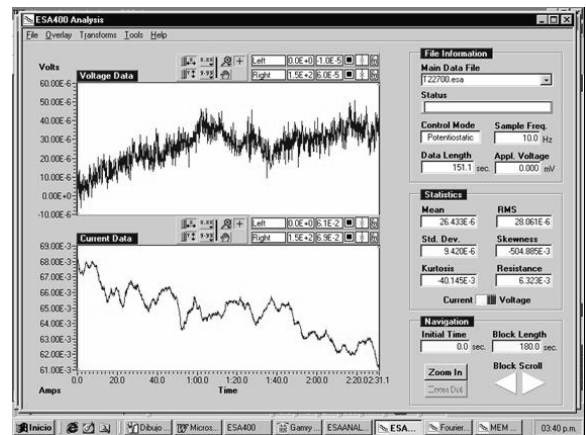 ESA400 Analysis
File Overlay Transforms Tools Help
Volts
Voltage Data
Left 0.0E+0 -1.0E-5
Right 1.5E+2 6.0E-5
60.00E-6
50.00E-6
40.00E-6
30.00E-6
20.00E-6
10.00E-6
0.00E+0
-10.00E-6
Current Data
Left 0.0E+0 6.1E-2
Right 1.5E+2 6.9E-2
69.00E-3
68.00E-3
67.00E-3
66.00E-3
65.00E-3
64.00E-3
63.00E-3
62.00E-3
61.00E-3
0.0 20.0 40.0 1:00.0 1:20.0 1:40.0 2:00.0 2:20.0 2:31.1
Amps Time
File Information
Main Data File
T22700.esa
Status
Control Mode Sample Freq.
Potentiostatic 10.0 Hz
Data Length Appl. Voltage
151.1 sec. 0.000 mV
Statistics
Mean RMS
26.433E-6 28.061E-6
Std. Dev. Skewness
9.420E-6 -504.885E-3
Kurtosis Resistance
-40.145E-3 6.323E-3
Current Voltage
Navigation
Initial Time Block Length
0.0 sec. 180.0 sec.
Zoom In Block Scroll
Zoom Out
Inicio Dibujo ... Micros... ESA400 Gamry ... ESAANAL... ESA... Fourier... MEM ... 03:40 p.m.